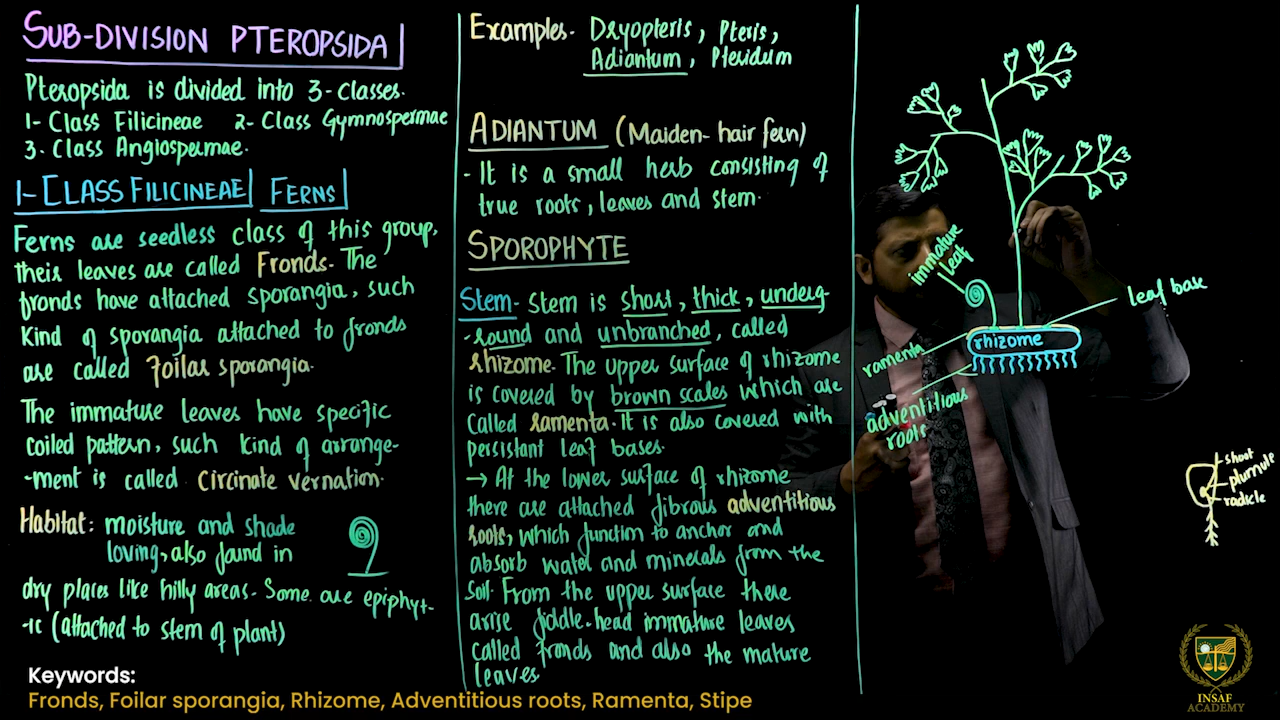 SUB-DIVISION PTEROPSIDA
Pteropsida is divided into 3-classes.
1- Class Filicineae 2- Class Gymnospermae
3. Class Angiospermae.
1-[CLASS FILICINEAE] FERNS
Ferns are seedless class of this group,
their leaves are called Fronds. The
fronds have attached sporangia, such
Kind of sporangia attached to fronds
are called Foilar sporangia.
The immature leaves have specific
coiled pattern, such kind of arrange-
-ment is called Circinate vernation.
Habitat: moisture and shade
loving, also found in
dry places like hilly areas. Some are epiphyt-
-ic (attached to stem of plant)
Examples- Dryopteris, Pteris,
Adiantum, Pteridum
ADIANTUM (Maiden-hair fern)
- It is a small herb consisting of
true roots, leaves and stem.
SPOROPHYTE
Stem- Stem is short, thick, underg-
-round and unbranched, called
rhizome. The upper surface of rhizome
is covered by brown scales which are
called ramenta. It is also covered with
persistant leaf bases.
→ At the lower surface of rhizome
there are attached fibrous adventitious
roots, which function to anchor and
absorb water and minerals from the
soil. From the upper surface there
arise fiddle-head immature leaves
called fronds and also the mature
leaves
immature
leaf
leaf base
rhizome
ramenta
adventitious
roots
shoot
plumule
radicle
Keywords:
Fronds, Foilar sporangia, Rhizome, Adventitious roots, Ramenta, Stipe
INSAF
ACADEMY